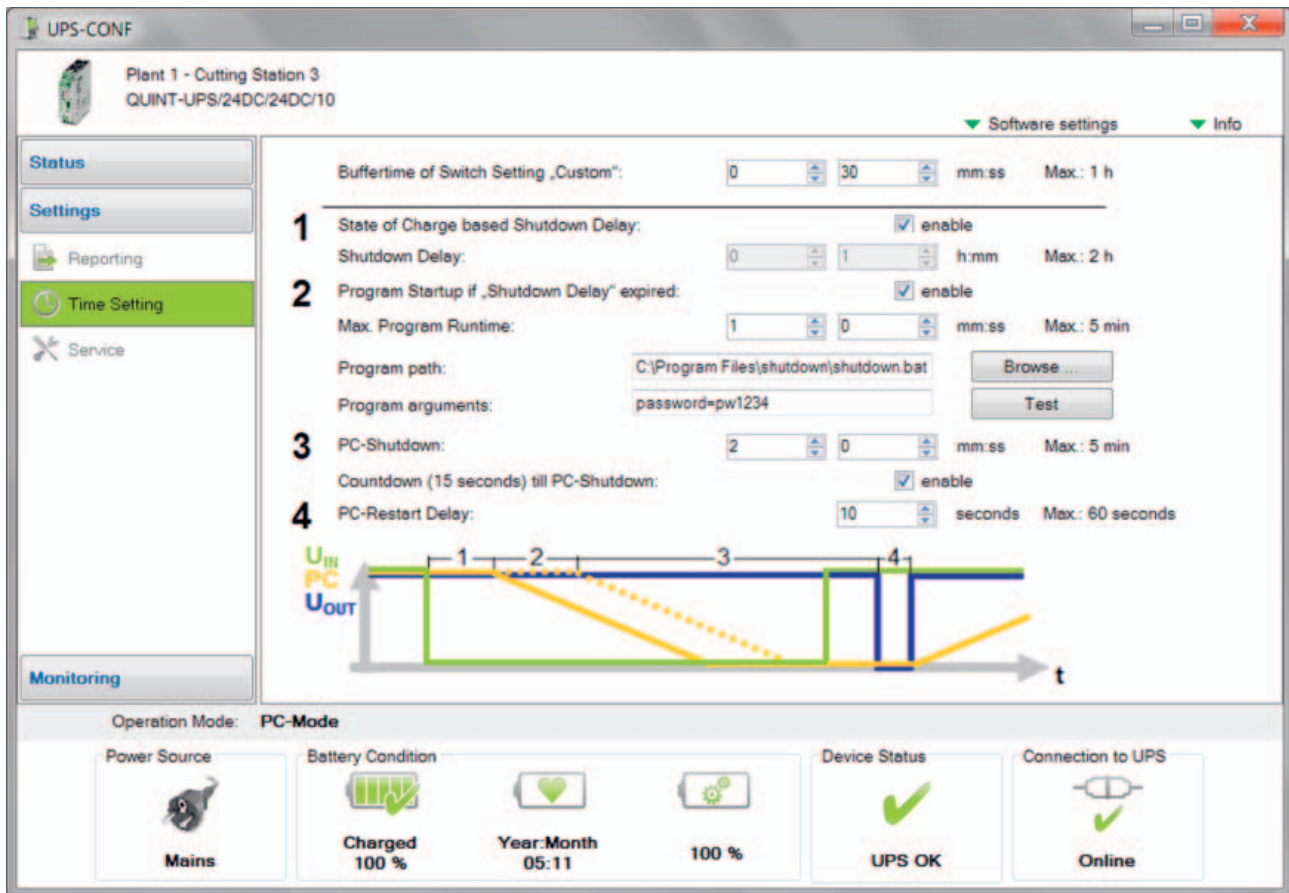 UPS-CONF
Plant 1 - Cutting Station 3
QUINT-UPS/24DC/24DC/10
Software settings Info
Status
Settings
Reporting
Time Setting
Service
Monitoring
Buffertime of Switch Setting „Custom": 0 30 mm:ss Max.: 1 h
1 State of Charge based Shutdown Delay: enable
Shutdown Delay: 0 1 h:mm Max.: 2 h
2 Program Startup if „Shutdown Delay" expired: enable
Max. Program Runtime: 1 0 mm:ss Max.: 5 min
Program path: C:\Program Files\shutdown\shutdown.bat Browse ...
Program arguments: password=pw1234 Test
3 PC-Shutdown: 2 0 mm:ss Max.: 5 min
Countdown (15 seconds) till PC-Shutdown: enable
4 PC-Restart Delay: 10 seconds Max.: 60 seconds
UIN 1 2 3 4
PC
UOUT
t
Operation Mode: PC-Mode
Power Source Battery Condition Device Status Connection to UPS
Mains
Charged
100 %
Year:Month
05:11
100 %
UPS OK
Online